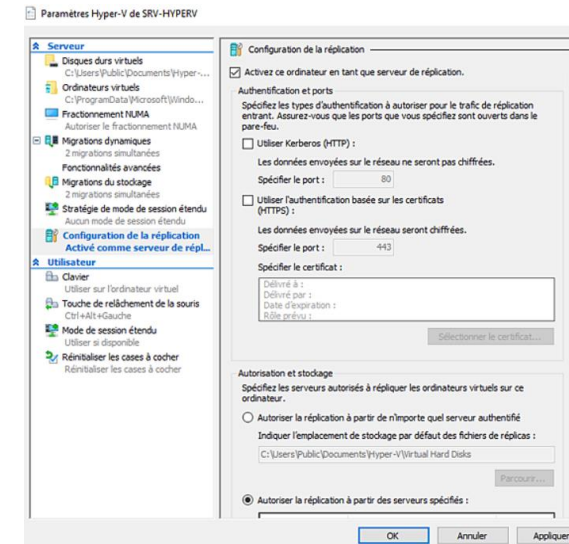 Paramètres Hyper-V de SRV-HYPERV
Serveur
Disques durs virtuels
C:\Users\Public\Documents\Hyper-...
Ordinateurs virtuels
C:\ProgramData\Microsoft\Windo...
Fractionnement NUMA
Autoriser le fractionnement NUMA
Migrations dynamiques
2 migrations simultanées
Fonctionnalités avancées
Migrations du stockage
2 migrations simultanées
Stratégie de mode de session étendu
Aucun mode de session étendu
Configuration de la réplication
Activé comme serveur de répl...
Utilisateur
Clavier
Utiliser sur l'ordinateur virtuel
Touche de relâchement de la souris
Ctrl+Alt+Gauche
Mode de session étendu
Utiliser si disponible
Réinitialiser les cases à cocher
Réinitialiser les cases à cocher
Configuration de la réplication
Activez ce ordinateur en tant que serveur de réplication.
Authentification et ports
Spécifiez les types d'authentification à autoriser pour le trafic de réplication
entrant. Assurez-vous que les ports que vous spécifiez sont ouverts dans le
pare-feu.
Utiliser Kerberos (HTTP) :
Les données envoyées sur le réseau ne seront pas chiffrées.
Spécifier le port : 80
Utiliser l'authentification basée sur les certificats
(HTTPS) :
Les données envoyées sur le réseau seront chiffrées.
Spécifier le port : 443
Spécifier le certificat :
Délivré à :
Délivré par :
Date d'expiration :
Rôle prévu :
Sélectionner le certificat...
Autorisation et stockage
Spécifiez les serveurs autorisés à répliquer les ordinateurs virtuels sur ce
ordinateur.
Autoriser la réplication à partir de n'importe quel serveur authentifié
Indiquer l'emplacement de stockage par défaut des fichiers de réplicas :
C:\Users\Public\Documents\Hyper-V\Virtual Hard Disks
Parcourir...
Autoriser la réplication à partir des serveurs spécifiés :
OK Annuler Appliquer